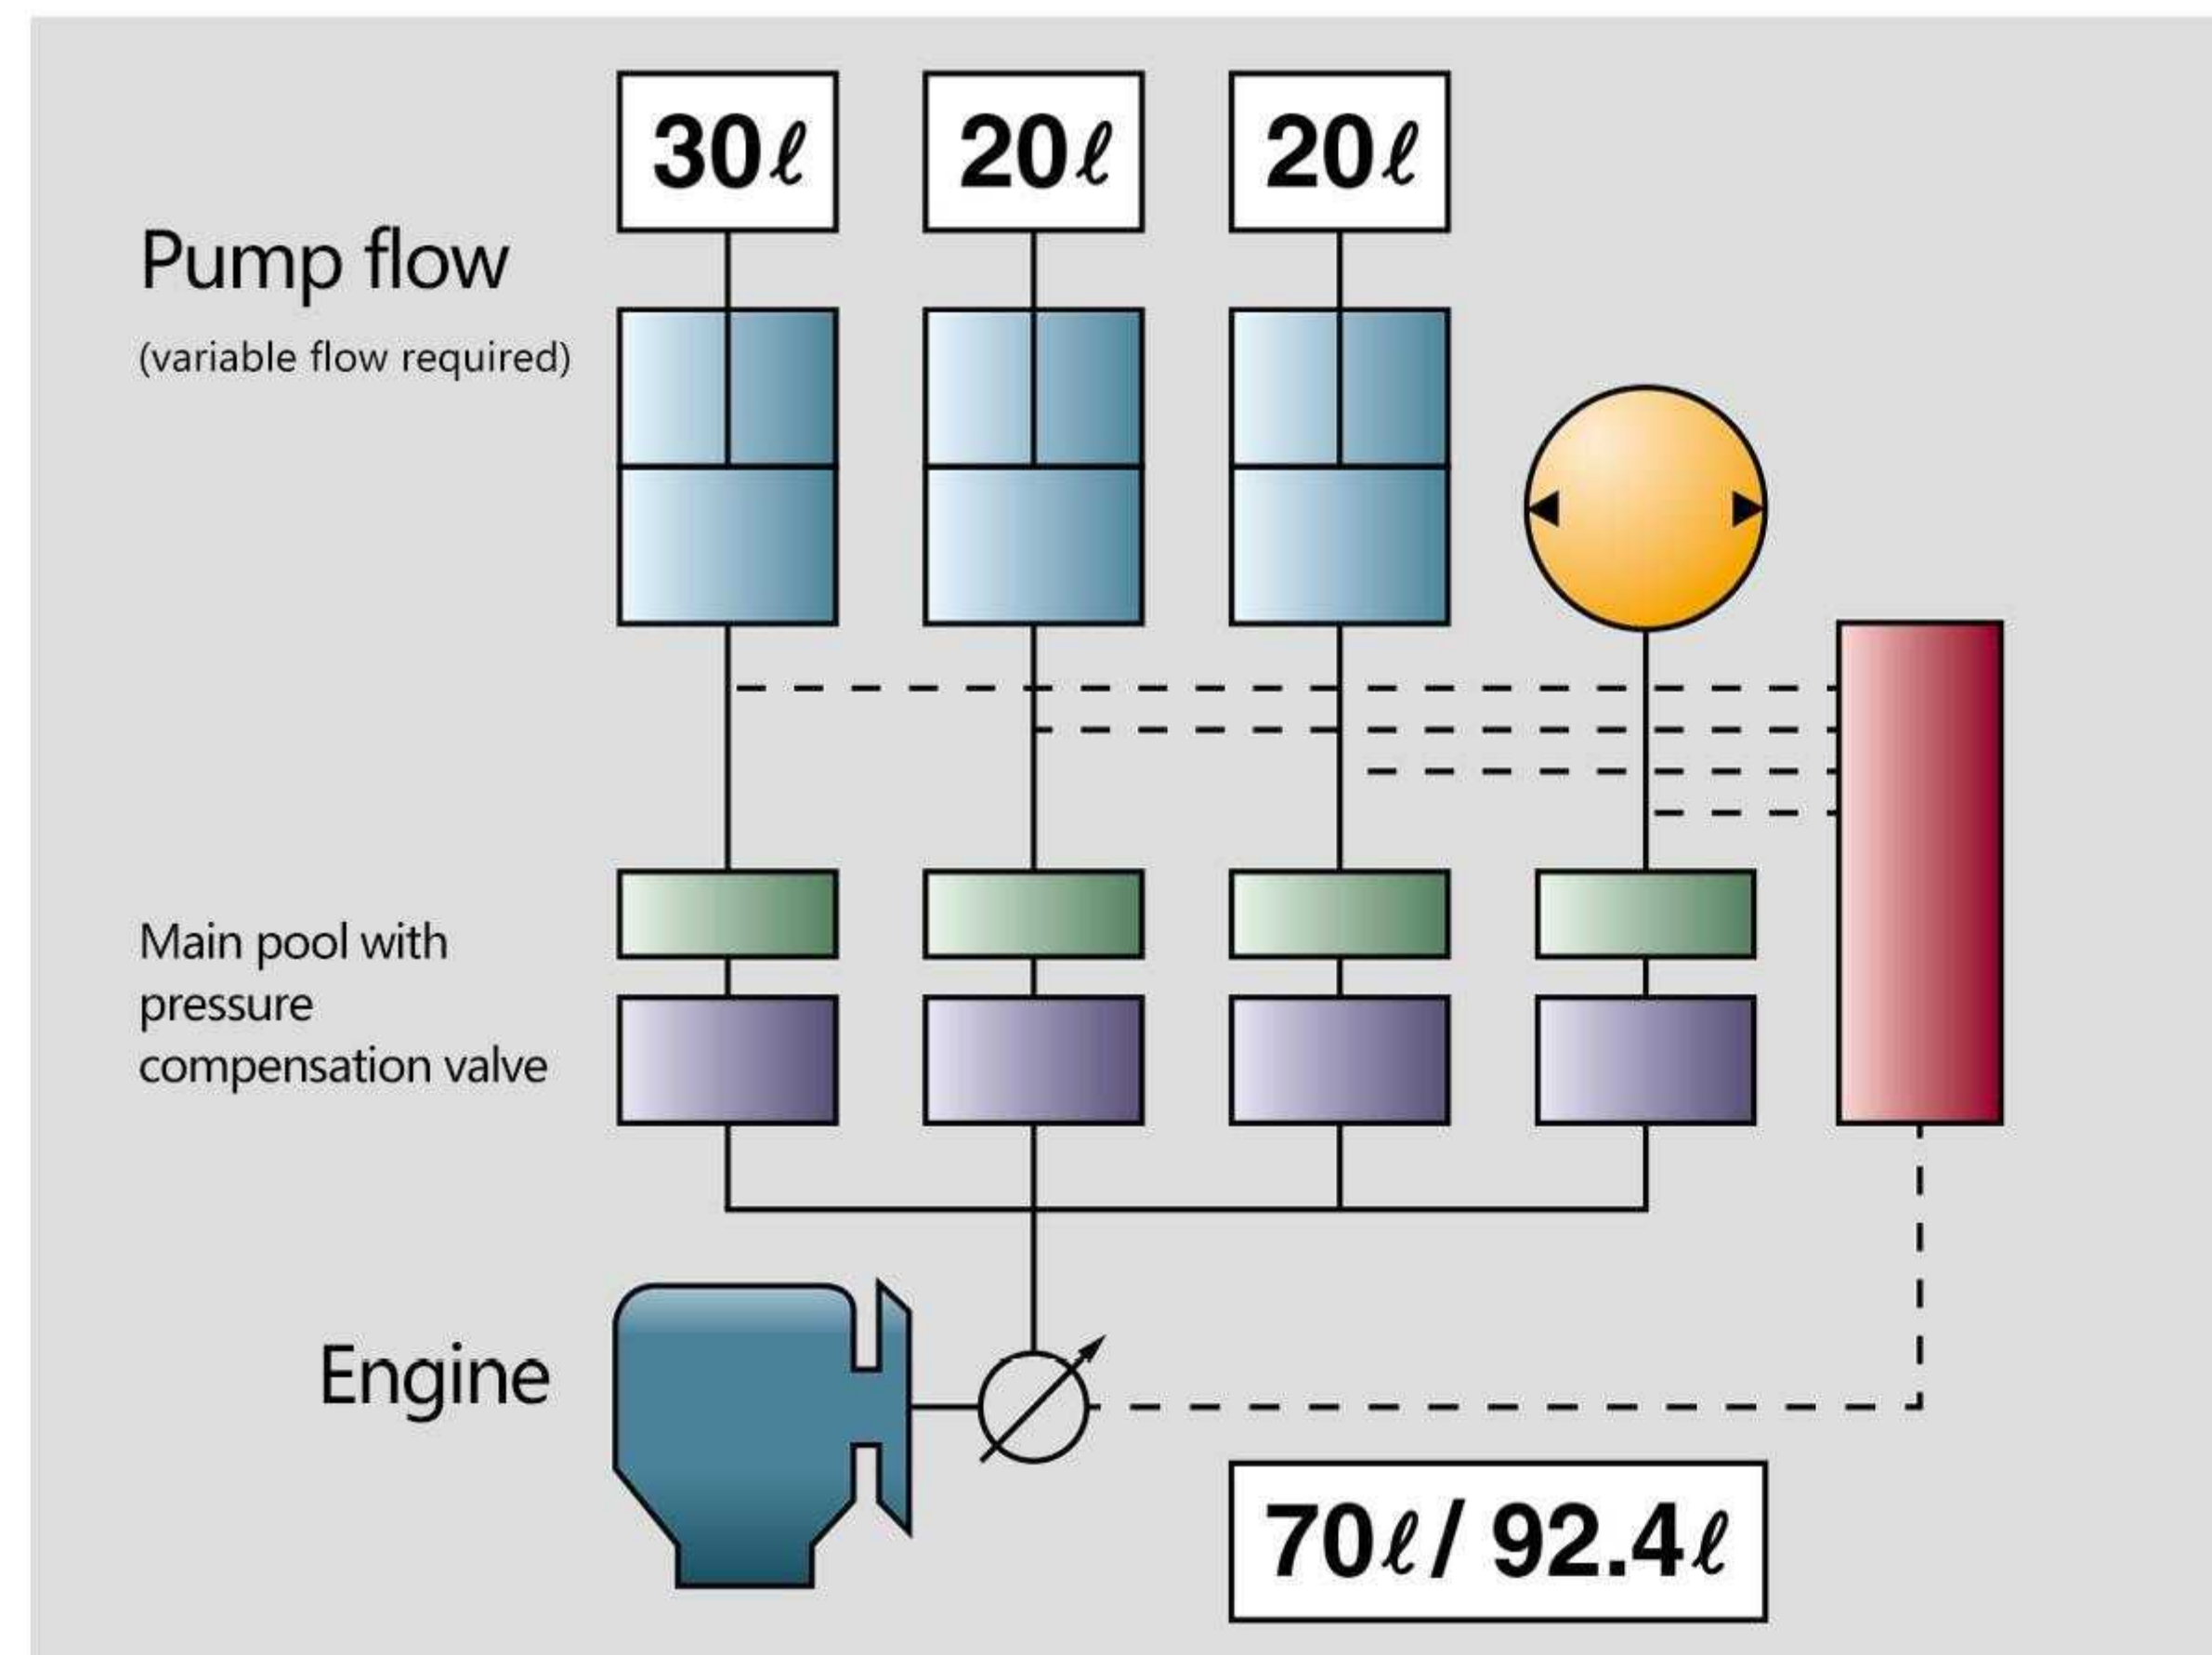 30ℓ 20ℓ 20ℓ
Pump flow
(variable flow required)
Main pool with
pressure
compensation valve
Engine
70ℓ/ 92.4ℓ